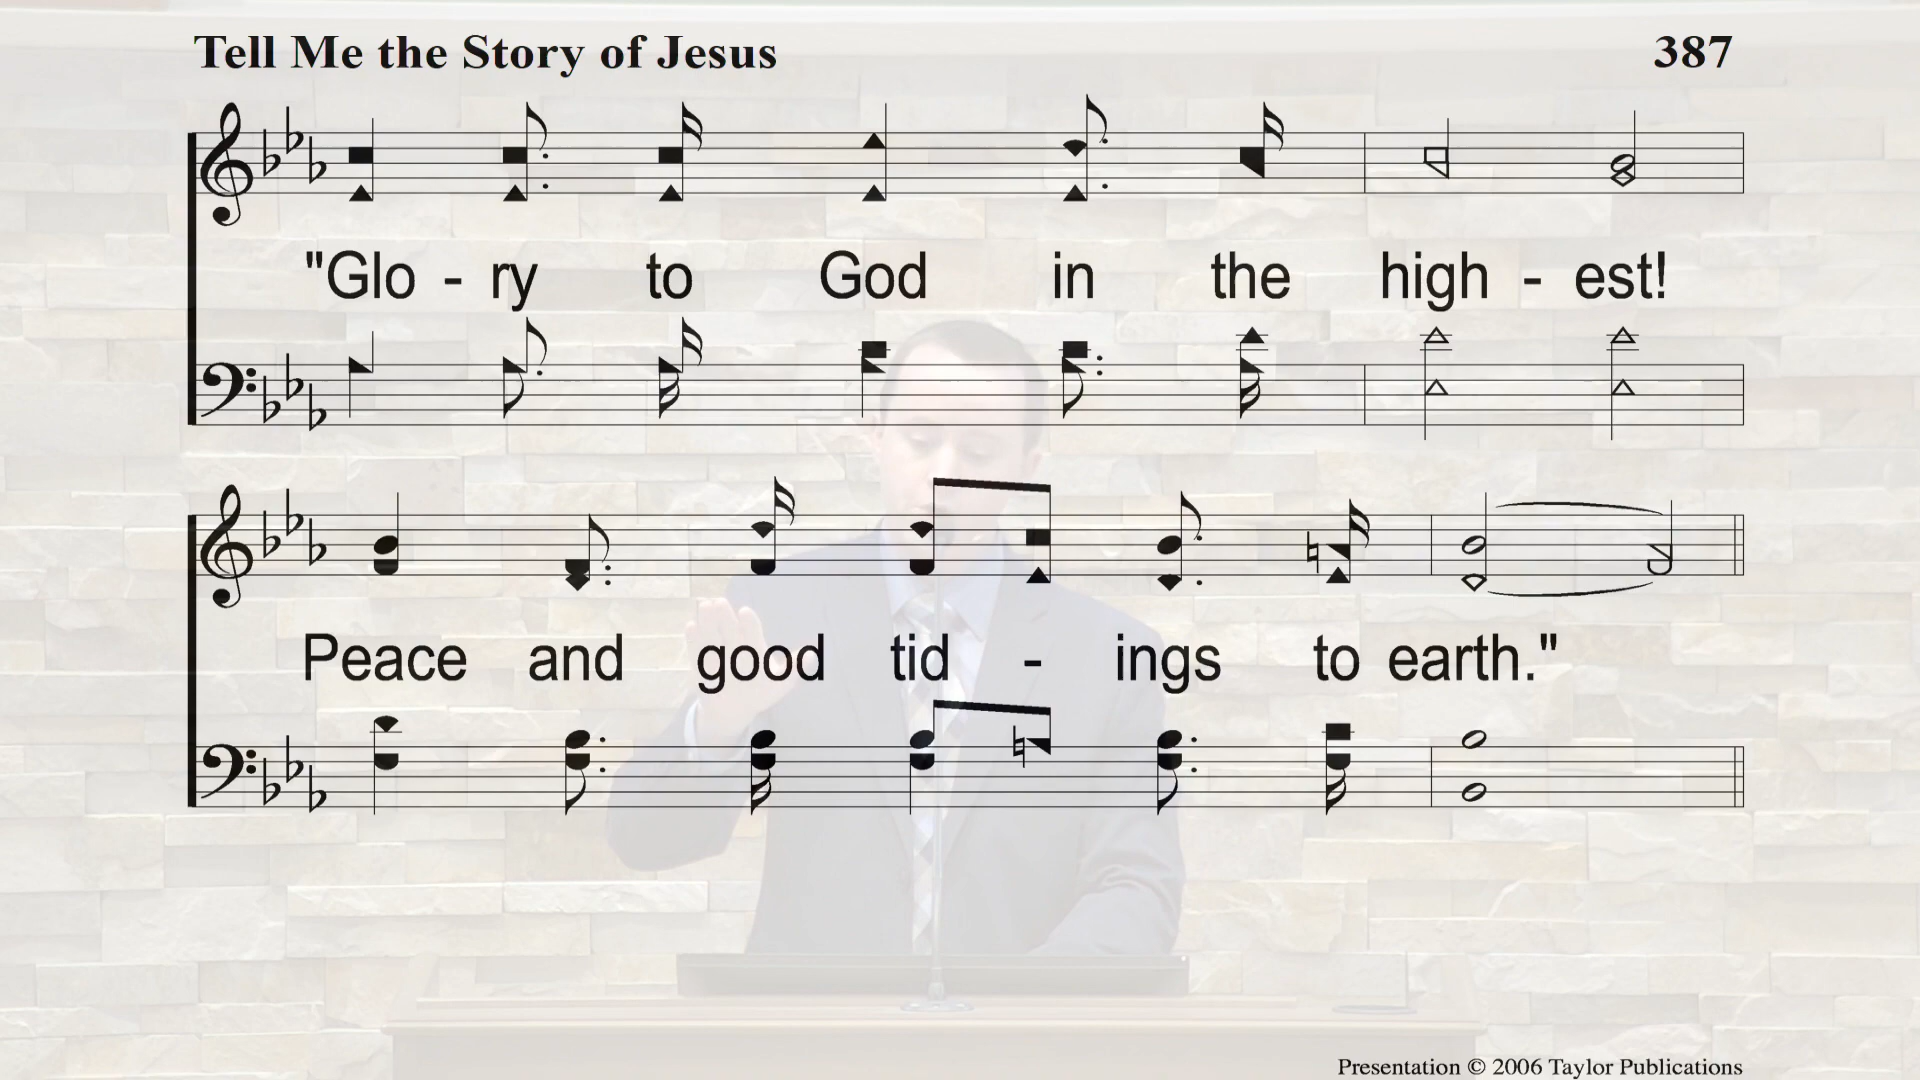 Tell Me the Story of Jesus 387
"Glo - ry to God in the high - est!
Peace and good tid - ings to earth."
Presentation © 2006 Taylor Publications